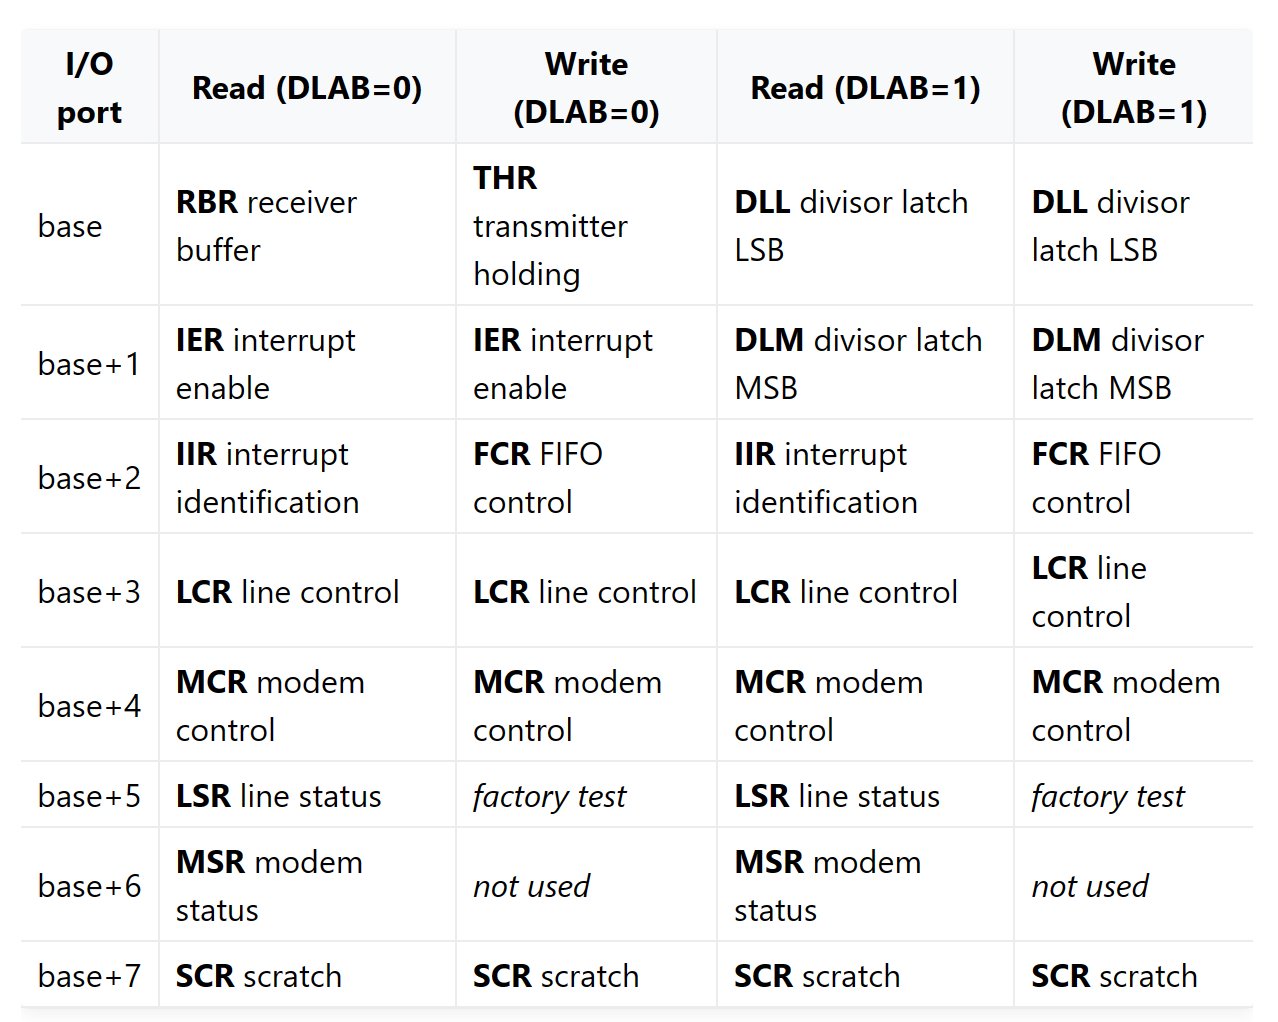 I/O port | Read (DLAB=0) | Write (DLAB=0) | Read (DLAB=1) | Write (DLAB=1)
base | RBR receiver buffer | THR transmitter holding | DLL divisor latch LSB | DLL divisor latch LSB
base+1 | IER interrupt enable | IER interrupt enable | DLM divisor latch MSB | DLM divisor latch MSB
base+2 | IIR interrupt identification | FCR FIFO control | IIR interrupt identification | FCR FIFO control
base+3 | LCR line control | LCR line control | LCR line control | LCR line control
base+4 | MCR modem control | MCR modem control | MCR modem control | MCR modem control
base+5 | LSR line status | factory test | LSR line status | factory test
base+6 | MSR modem status | not used | MSR modem status | not used
base+7 | SCR scratch | SCR scratch | SCR scratch | SCR scratch